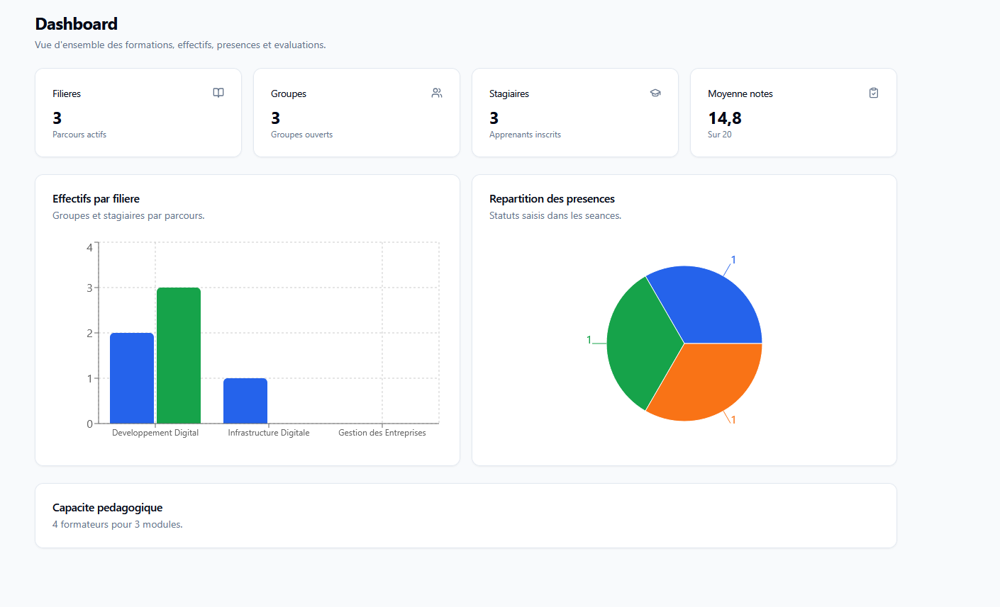 Dashboard
Vue d'ensemble des formations, effectifs, presences et evaluations.
Filieres
3
Parcours actifs
Groupes
3
Groupes ouverts
Stagiaires
3
Apprenants inscrits
Moyenne notes
14,8
Sur 20
Effectifs par filiere
Groupes et stagiaires par parcours.
4
3
2
1
0
Developpement Digital
Infrastructure Digitale
Gestion des Entreprises
Repartition des presences
Statuts saisis dans les seances.
1
1
1
Capacite pedagogique
4 formateurs pour 3 modules.